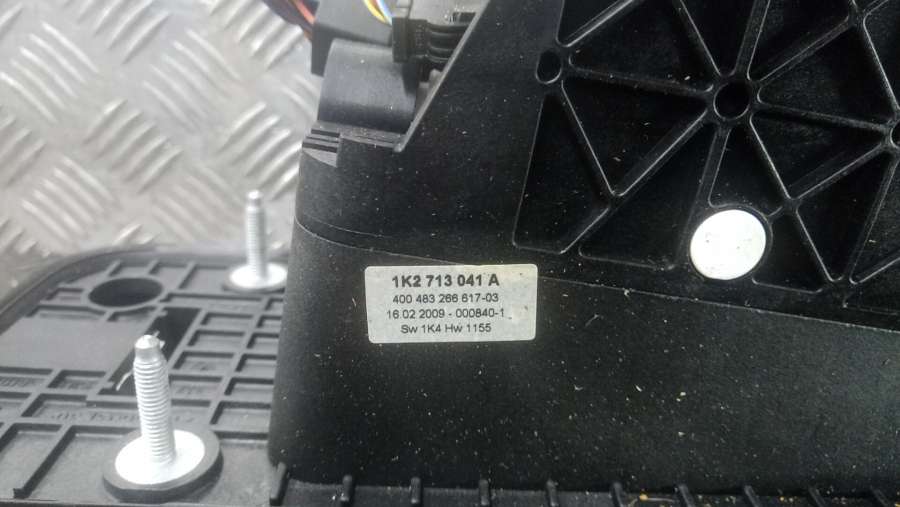 1K2 713 041 A
400 483 266 617-03
16.02 2009 - 000840-1
Sw 1K4 Hw 1155